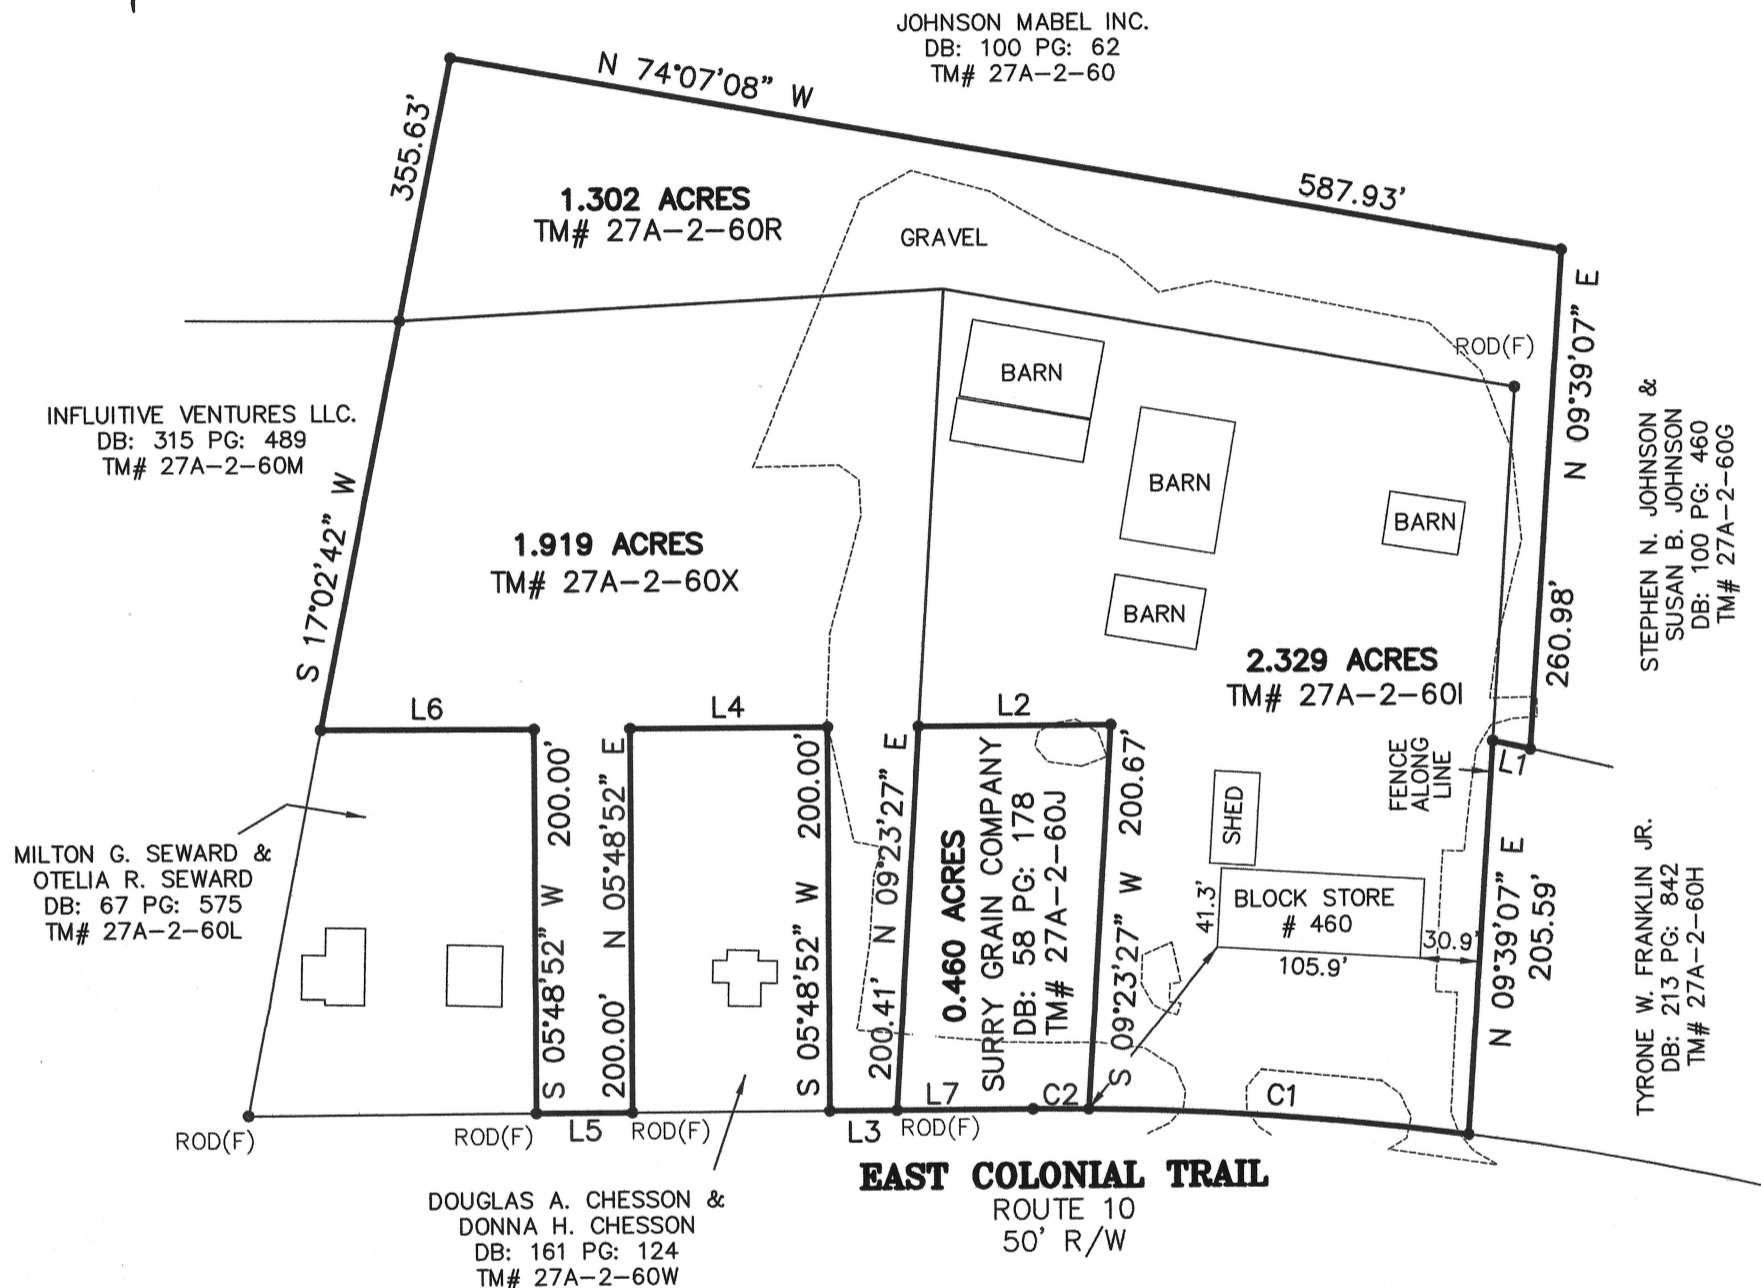 JOHNSON MABEL INC.
DB: 100 PG: 62
TM# 27A-2-60
N 74°07'08" W
587.93'
355.63'
S 17°02'42" W
1.302 ACRES
TM# 27A-2-60R
GRAVEL
ROD(F)
N 09°39'07" E
260.98'
STEPHEN N. JOHNSON &
SUSAN B. JOHNSON
DB: 100 PG: 460
TM# 27A-2-60G
INFLUITIVE VENTURES LLC.
DB: 315 PG: 489
TM# 27A-2-60M
BARN
BARN
BARN
BARN
1.919 ACRES
TM# 27A-2-60X
2.329 ACRES
TM# 27A-2-60I
L6
L4
L2
L1
FENCE
ALONG
LINE
SHED
BLOCK STORE
# 460
41.3'
30.9'
105.9'
MILTON G. SEWARD &
OTELIA R. SEWARD
DB: 67 PG: 575
TM# 27A-2-60L
S 05°48'52" W 200.00'
200.00' N 05°48'52" E
S 05°48'52" W 200.00'
200.41' N 09°23'27" E
0.460 ACRES
SURRY GRAIN COMPANY
DB: 58 PG: 178
TM# 27A-2-60J
S 09°23'27" W 200.67'
N 09°39'07" E
205.59'
TYRONE W. FRANKLIN JR.
DB: 213 PG: 842
TM# 27A-2-60H
L7
C2
C1
ROD(F)
ROD(F)
L5
ROD(F)
L3
ROD(F)
EAST COLONIAL TRAIL
ROUTE 10
50' R/W
DOUGLAS A. CHESSON &
DONNA H. CHESSON
DB: 161 PG: 124
TM# 27A-2-60W